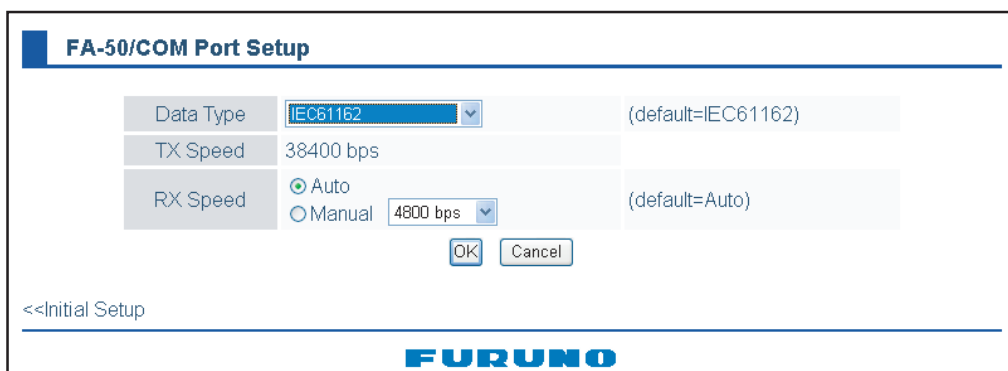 FA-50/COM Port Setup
Data Type IEC61162 (default=IEC61162)
TX Speed 38400 bps
RX Speed Auto (default=Auto)
Manual 4800 bps
OK Cancel
<<Initial Setup
FURUNO